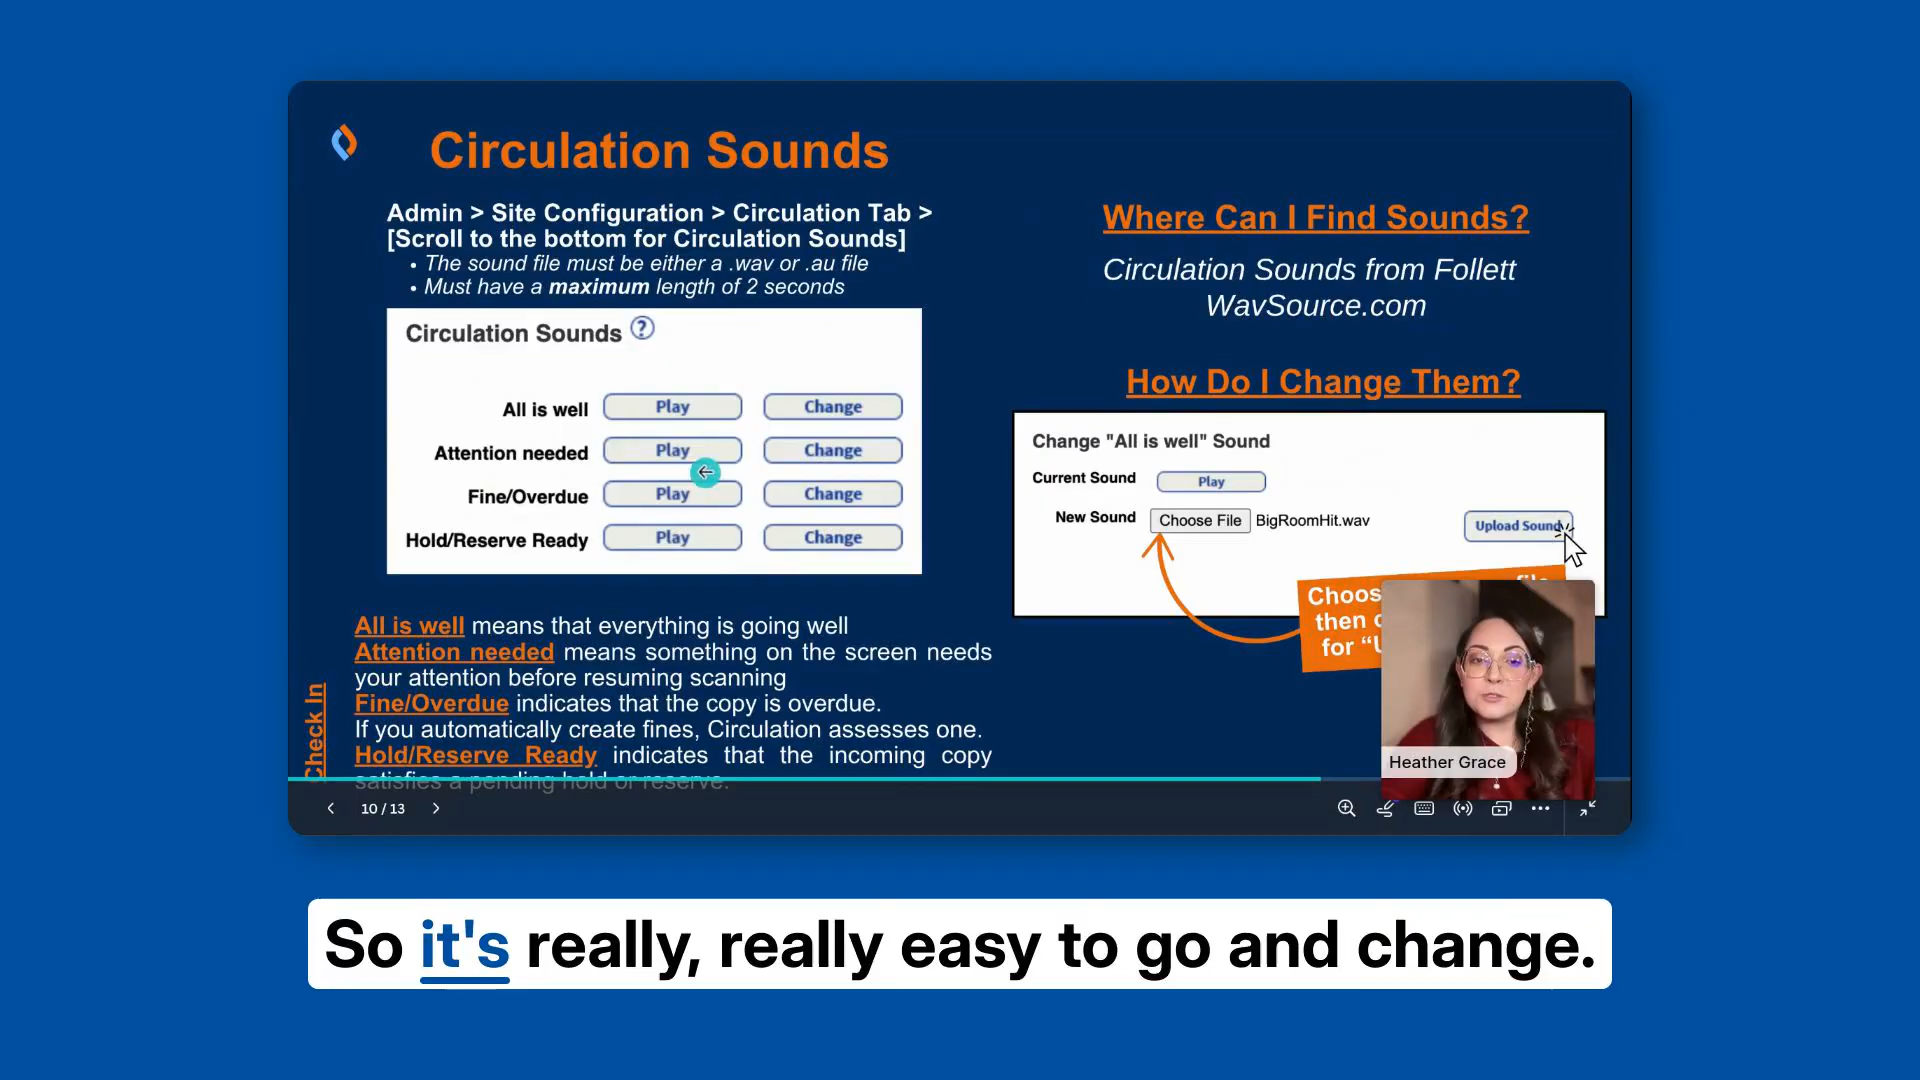 Circulation Sounds
Admin > Site Configuration > Circulation Tab >
[Scroll to the bottom for Circulation Sounds]
• The sound file must be either a .wav or .au file
• Must have a maximum length of 2 seconds
Circulation Sounds ?
All is well Play Change
Attention needed Play Change
Fine/Overdue Play Change
Hold/Reserve Ready Play Change
Check In
All is well means that everything is going well
Attention needed means something on the screen needs
your attention before resuming scanning
Fine/Overdue indicates that the copy is overdue.
If you automatically create fines, Circulation assesses one.
Hold/Reserve Ready indicates that the incoming copy
satisfies a pending hold or reserve.
Where Can I Find Sounds?
Circulation Sounds from Follett
WavSource.com
How Do I Change Them?
Change "All is well" Sound
Current Sound Play
New Sound Choose File BigRoomHit.wav Upload Sound
then
for
Heather Grace
10 / 13
So it's really, really easy to go and change.